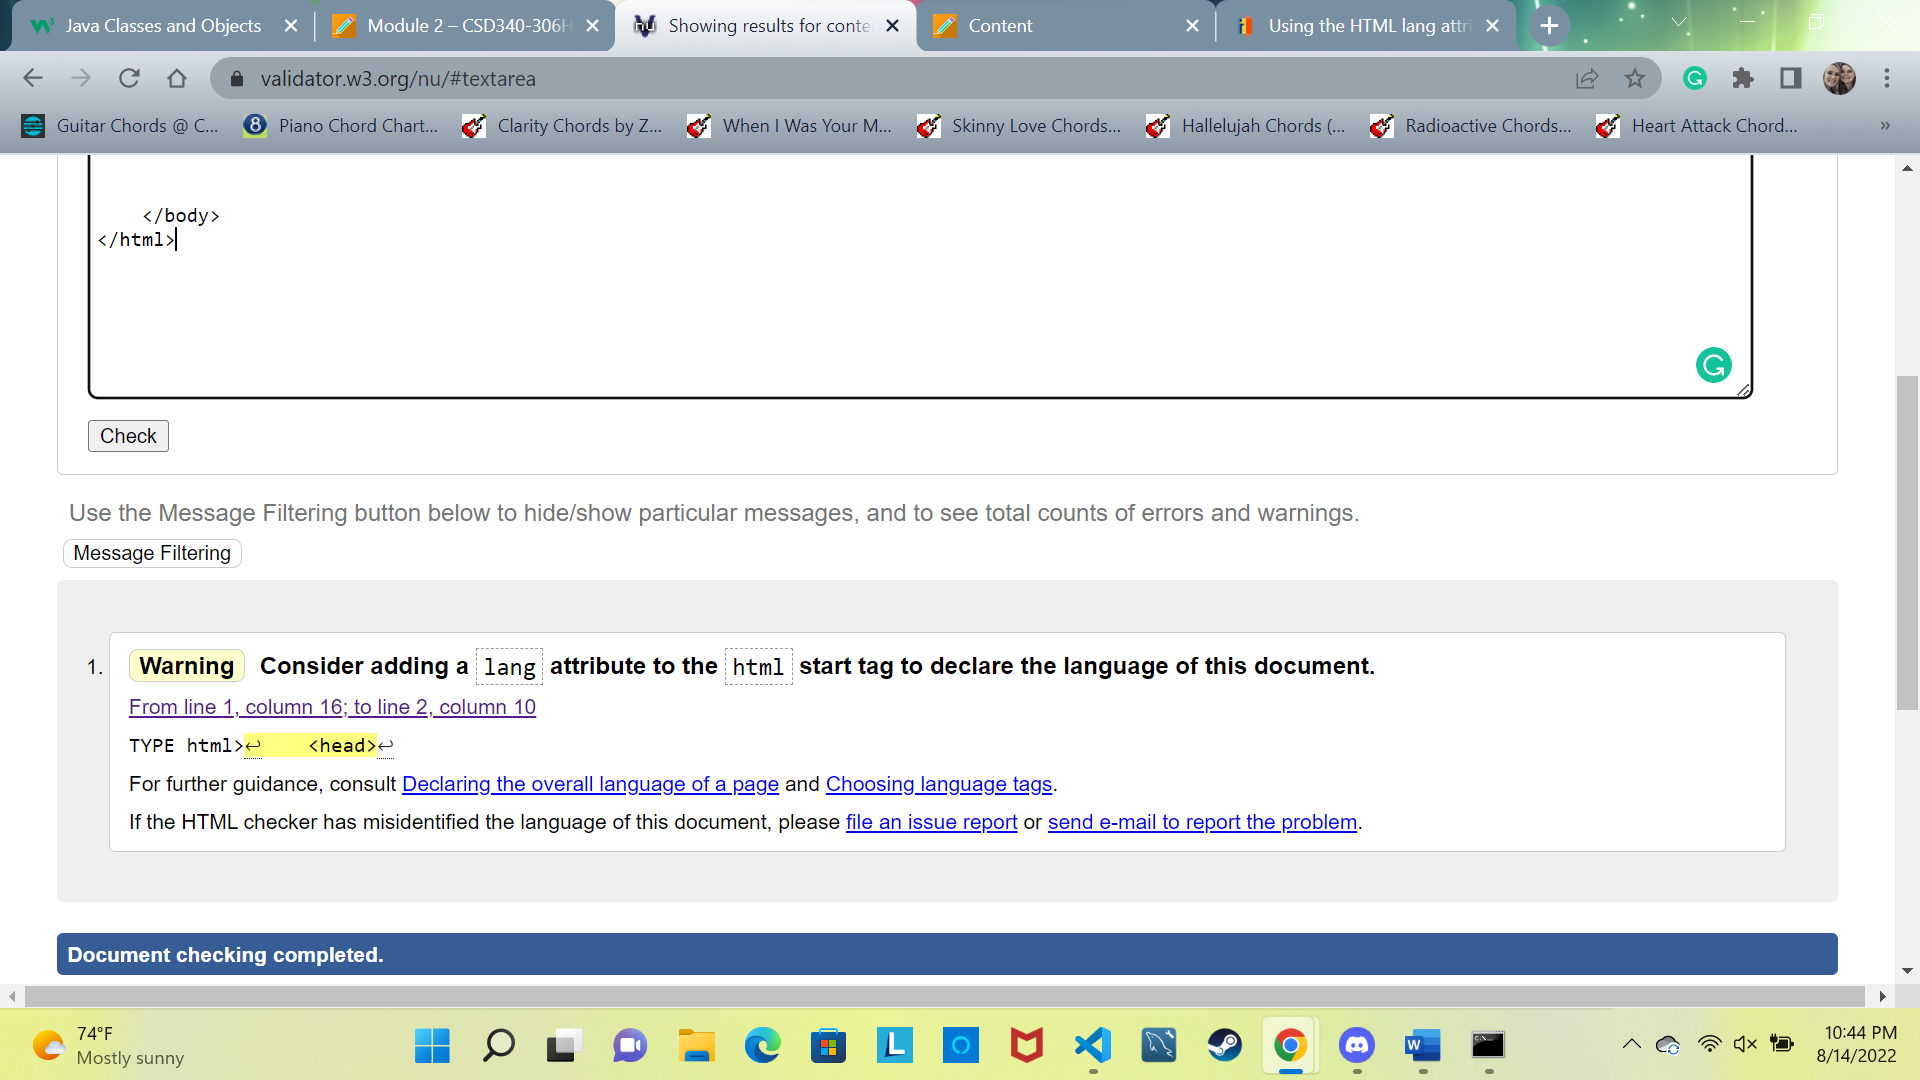 Java Classes and Objects
Module 2 – CSD340-306H
Showing results for conte
Content
Using the HTML lang attri
validator.w3.org/nu/#textarea
Guitar Chords @ C...
Piano Chord Chart...
Clarity Chords by Z...
When I Was Your M...
Skinny Love Chords...
Hallelujah Chords (...
Radioactive Chords...
Heart Attack Chord...
»
</body>
</html>
Check
Use the Message Filtering button below to hide/show particular messages, and to see total counts of errors and warnings.
Message Filtering
1. Warning Consider adding a lang attribute to the html start tag to declare the language of this document.
From line 1, column 16; to line 2, column 10
TYPE html>↩ <head>↩
For further guidance, consult Declaring the overall language of a page and Choosing language tags.
If the HTML checker has misidentified the language of this document, please file an issue report or send e-mail to report the problem.
Document checking completed.
74°F
Mostly sunny
10:44 PM
8/14/2022